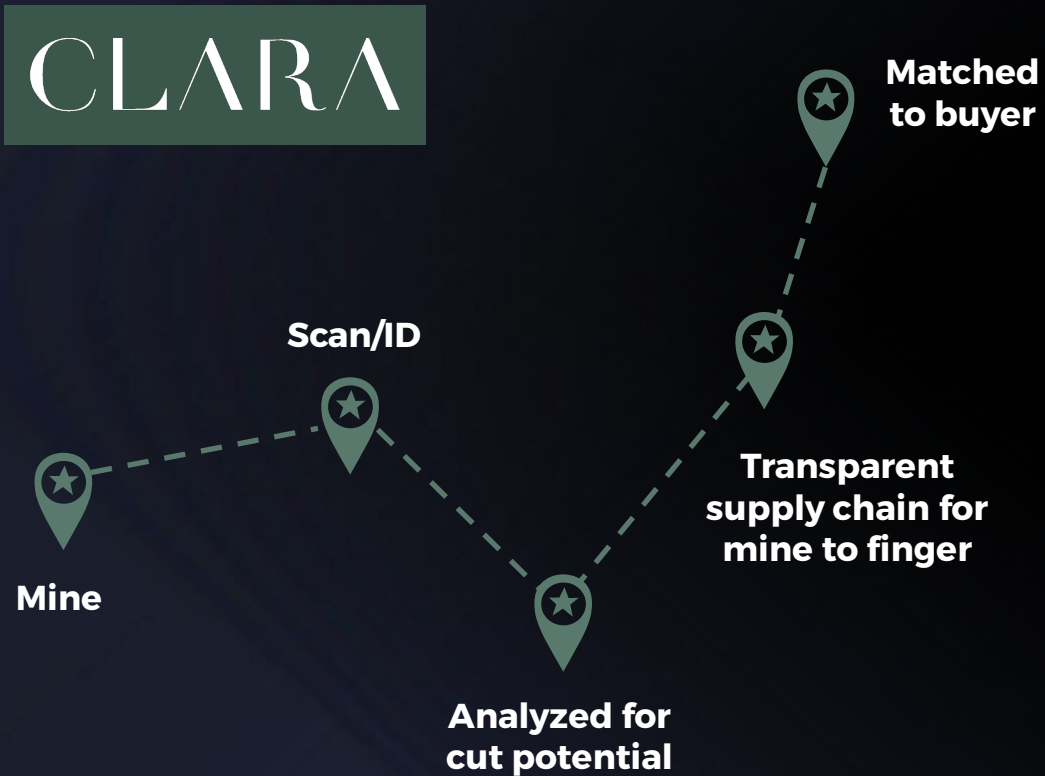 CLARA
Matched
to buyer
Scan/ID
Transparent
supply chain for
mine to finger
Mine
Analyzed for
cut potential